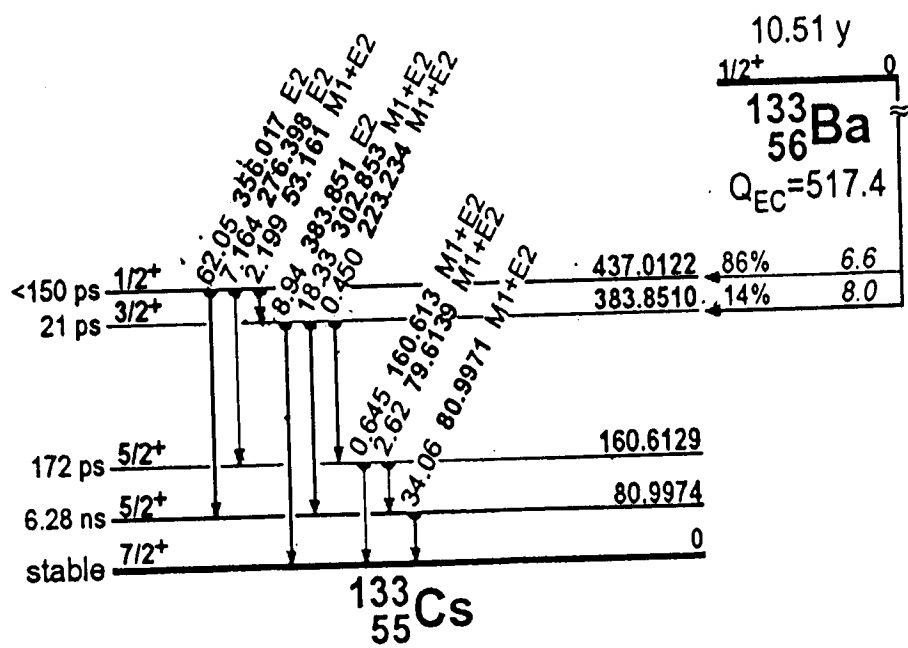 10.51 y
1/2+ 0
133
56 Ba
Q_EC=517.4
62.05 356.017 E2
7.164 276.398 E2
2.199 53.161 M1+E2
8.94 383.851 E2
18.33 302.853 M1+E2
0.450 223.234 M1+E2
0.645 160.613 M1+E2
2.62 79.6139 M1+E2
34.06 80.9971 M1+E2
<150 ps 1/2+ 437.0122 86% 6.6
21 ps 3/2+ 383.8510 14% 8.0
172 ps 5/2+ 160.6129
6.28 ns 5/2+ 80.9974
stable 7/2+ 0
133
55 Cs